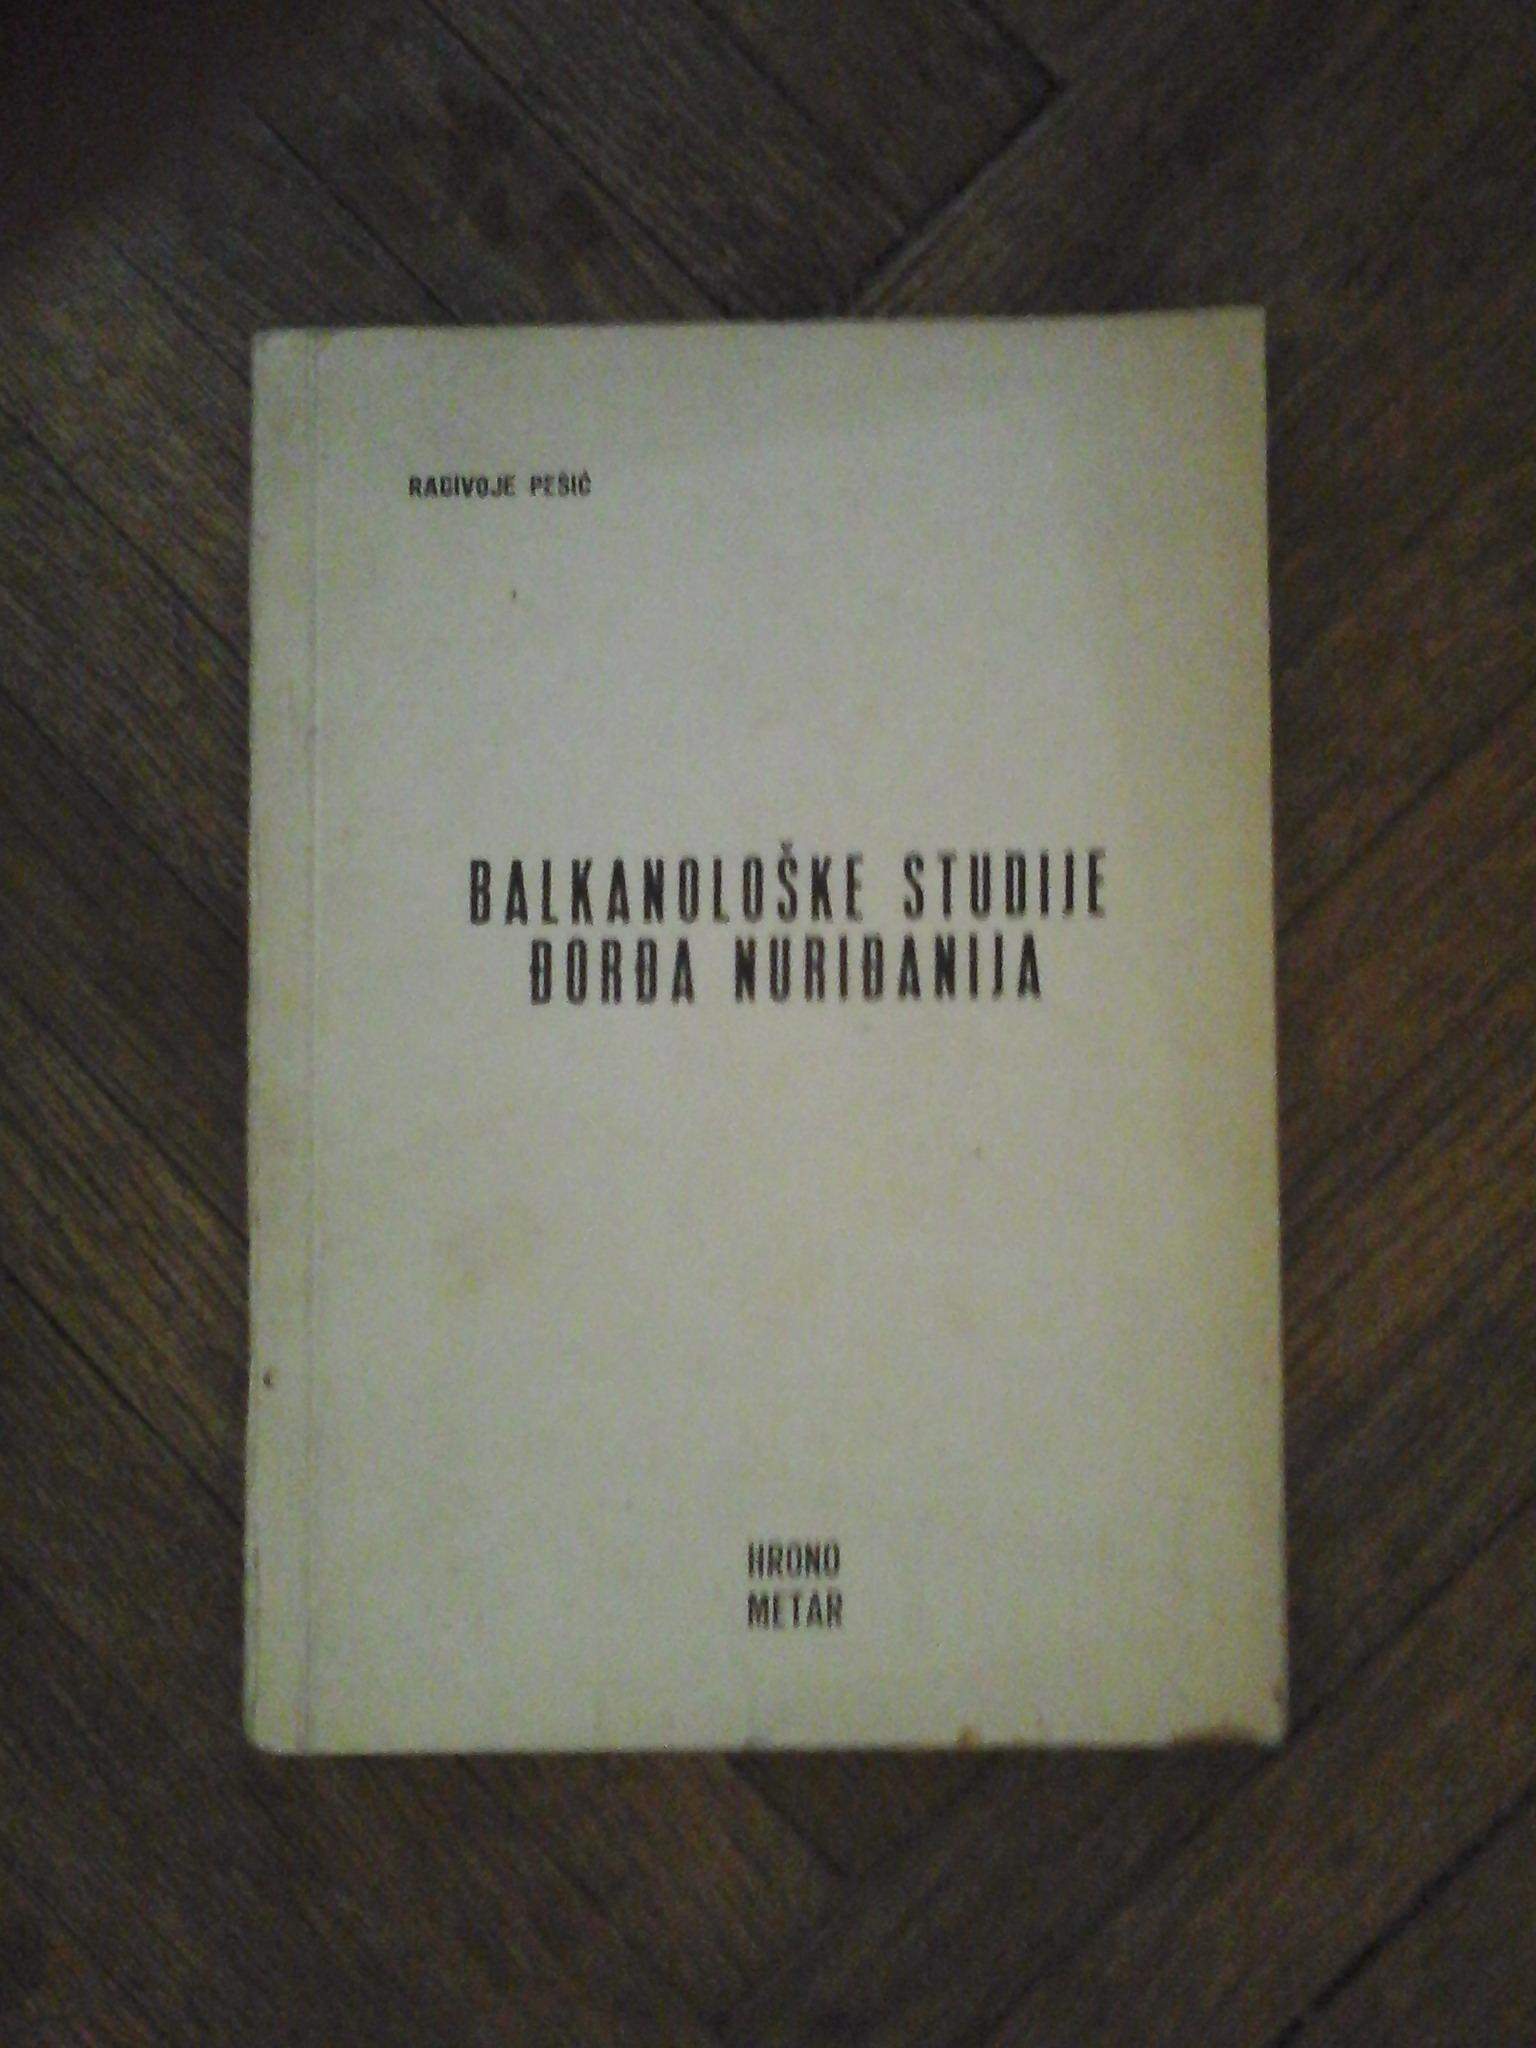 RADIVOJE PEŠIĆ
BALKANOLOŠKE STUDIJE
ĐORĐA NURIĐANIJA
HRONO
METAR